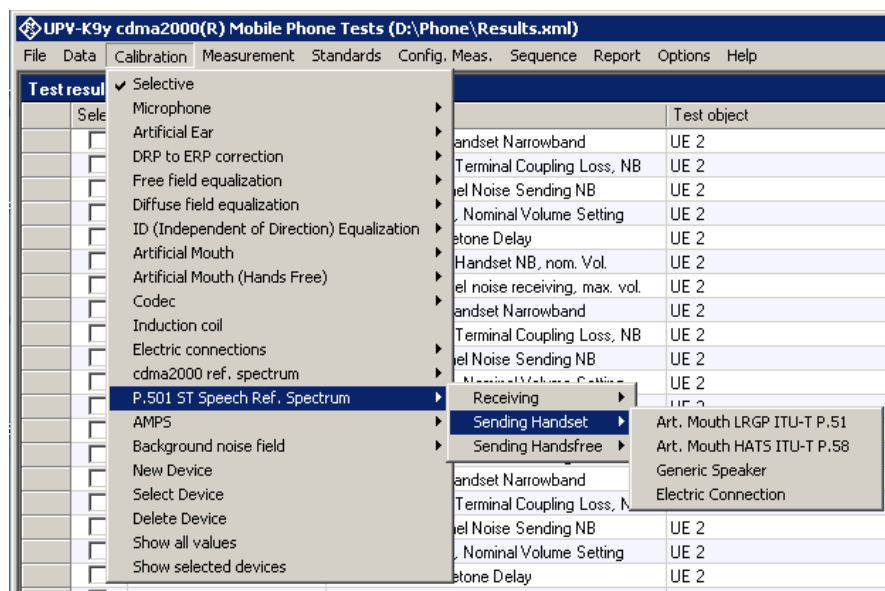 UPV-K9y cdma2000(R) Mobile Phone Tests (D:\Phone\Results.xml)
File Data Calibration Measurement Standards Config. Meas. Sequence Report Options Help
Test resul
Sele
Test object
Selective
Microphone
Artificial Ear
DRP to ERP correction
Free field equalization
Diffuse field equalization
ID (Independent of Direction) Equalization
Artificial Mouth
Artificial Mouth (Hands Free)
Codec
Induction coil
Electric connections
cdma2000 ref. spectrum
P.501 ST Speech Ref. Spectrum
AMPS
Background noise field
New Device
Select Device
Delete Device
Show all values
Show selected devices
Receiving
Sending Handset
Sending Handsfree
Art. Mouth LRGP ITU-T P.51
Art. Mouth HATS ITU-T P.58
Generic Speaker
Electric Connection
andset Narrowband UE 2
Terminal Coupling Loss, NB UE 2
el Noise Sending NB UE 2
, Nominal Volume Setting UE 2
etone Delay UE 2
Handset NB, nom. Vol. UE 2
el noise receiving, max. vol. UE 2
andset Narrowband UE 2
Terminal Coupling Loss, NB UE 2
el Noise Sending NB UE 2
andset Narrowband
Terminal Coupling Loss, N
el Noise Sending NB UE 2
, Nominal Volume Setting UE 2
etone Delay UE 2